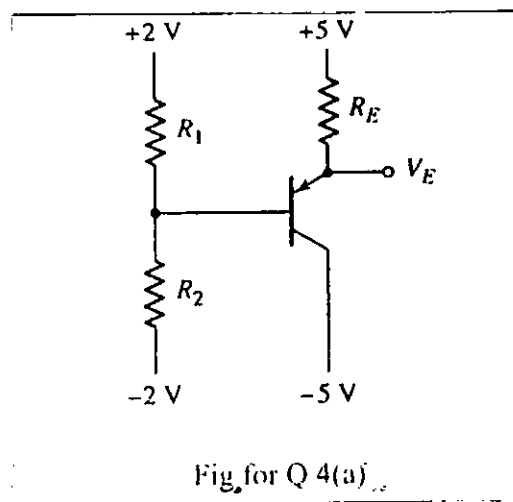 +2 V
+5 V
R1
RE
VE
R2
-2 V
-5 V
Fig. for Q 4(a)